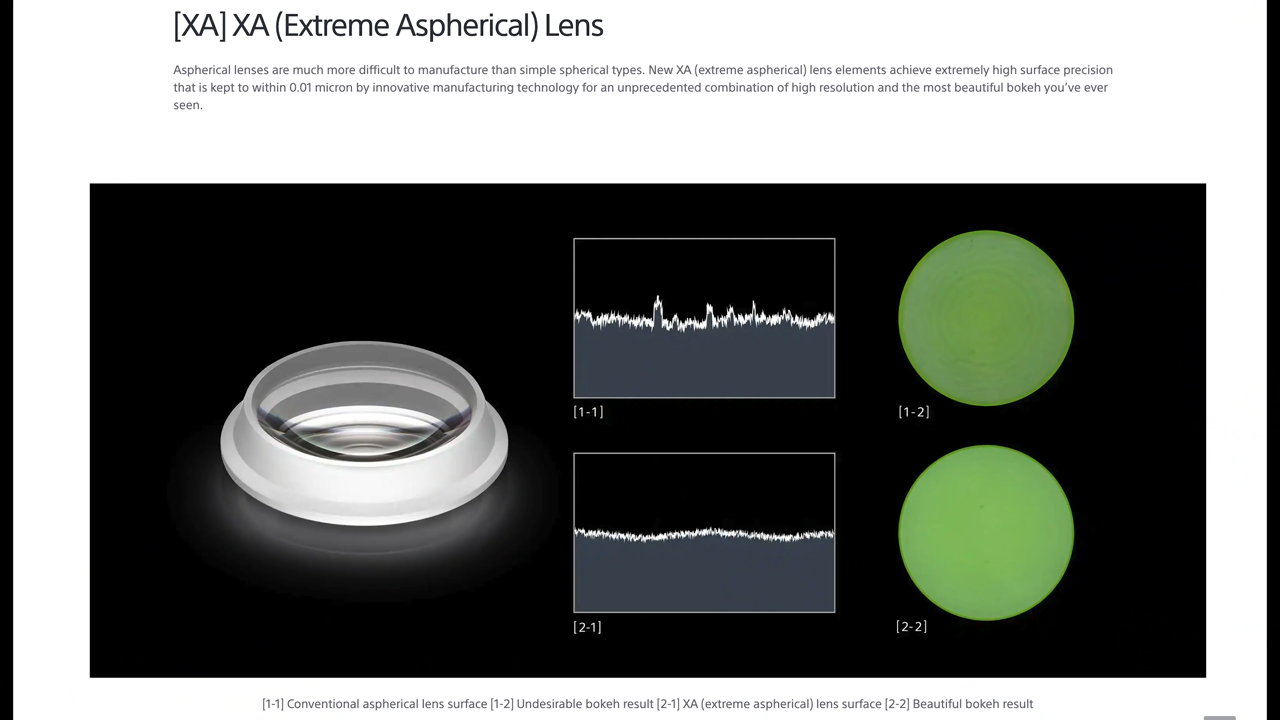 [XA] XA (Extreme Aspherical) Lens
Aspherical lenses are much more difficult to manufacture than simple spherical types. New XA (extreme aspherical) lens elements achieve extremely high surface precision
that is kept to within 0.01 micron by innovative manufacturing technology for an unprecedented combination of high resolution and the most beautiful bokeh you’ve ever
seen.
[1-1]
[1-2]
[2-1]
[2-2]
[1-1] Conventional aspherical lens surface [1-2] Undesirable bokeh result [2-1] XA (extreme aspherical) lens surface [2-2] Beautiful bokeh result